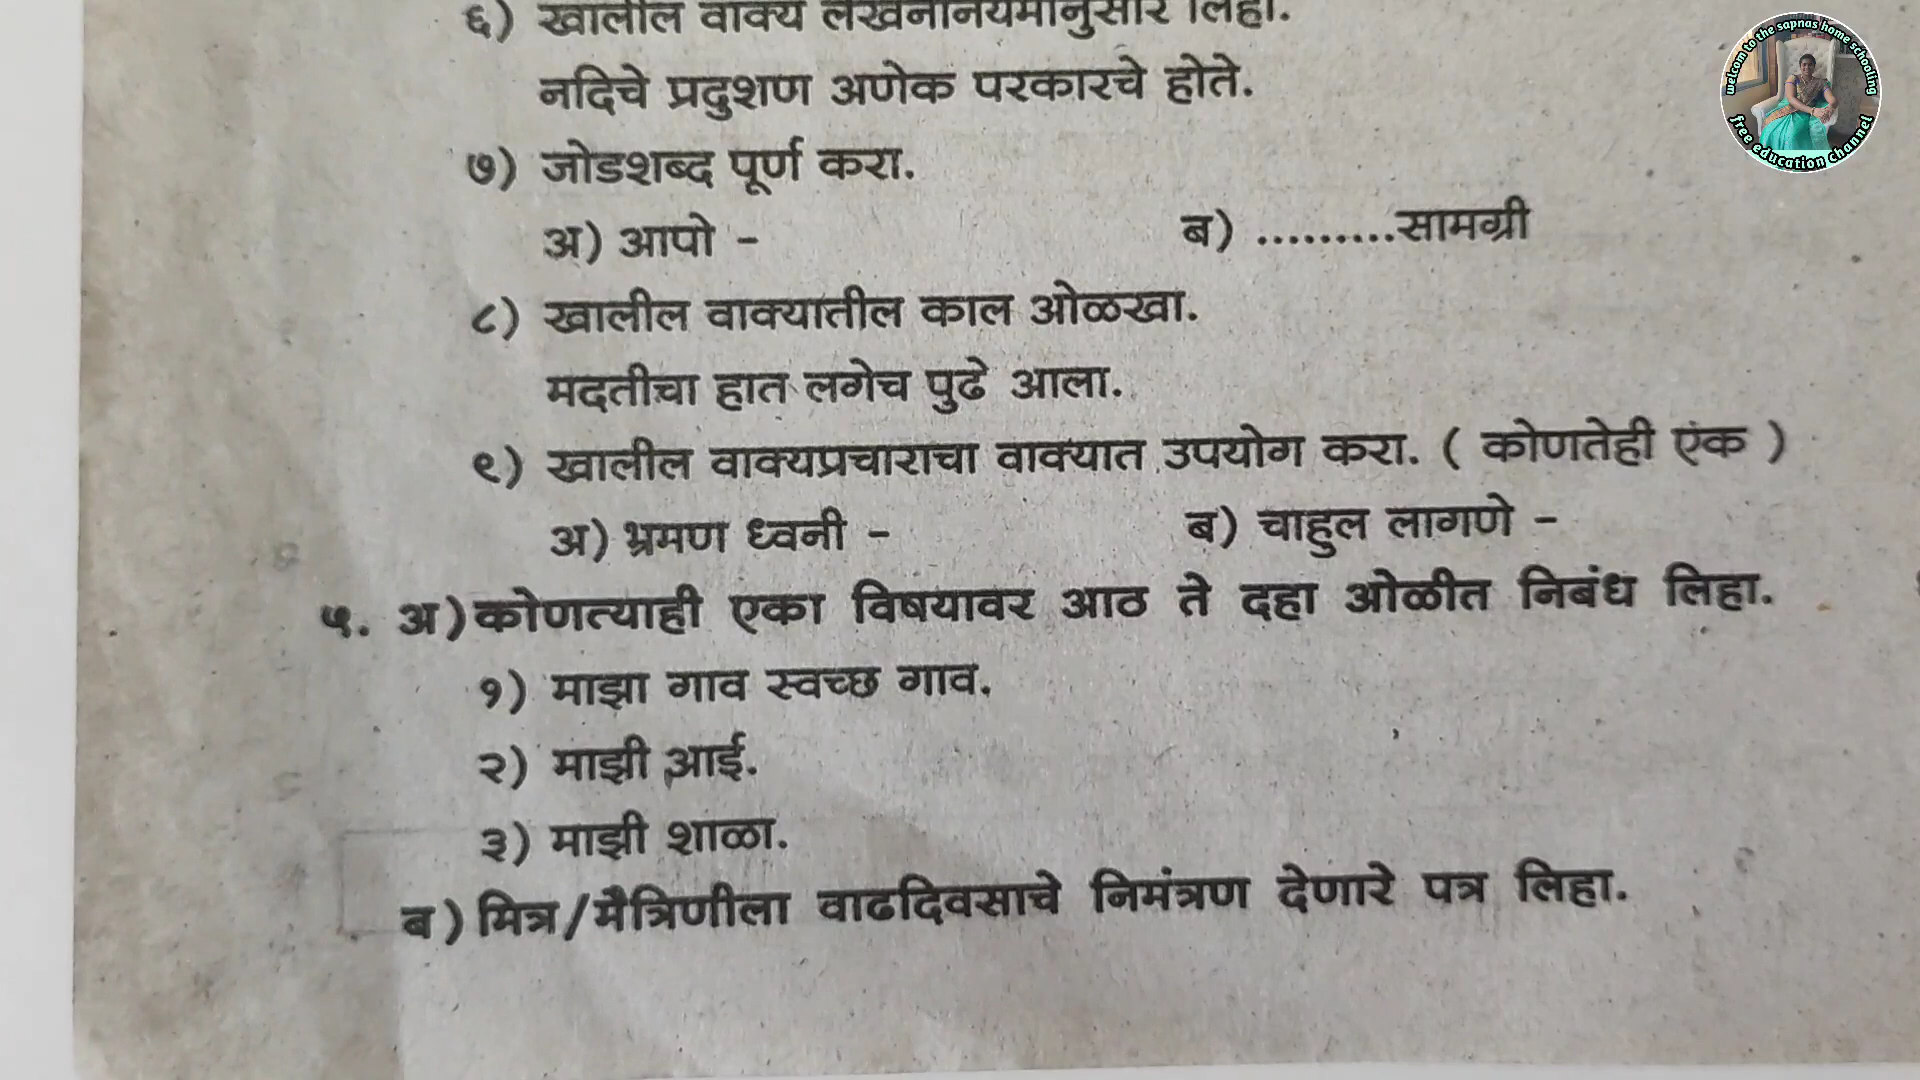 ६) खालील वाक्य लेखननियमानुसार लिहा.
नदिचे प्रदुशण अणेक परकारचे होते.
७) जोडशब्द पूर्ण करा.
अ) आपो - ब) .........सामग्री
८) खालील वाक्यातील काल ओळखा.
मदतीचा हात लगेच पुढे आला.
९) खालील वाक्यप्रचाराचा वाक्यात उपयोग करा. ( कोणतेही एक )
अ) भ्रमण ध्वनी - ब) चाहुल लागणे -
५. अ) कोणत्याही एका विषयावर आठ ते दहा ओळीत निबंध लिहा.
१) माझा गाव स्वच्छ गाव.
२) माझी आई.
३) माझी शाळा.
ब) मित्र/मैत्रिणीला वाढदिवसाचे निमंत्रण देणारे पत्र लिहा.
welcom to the sapnas home schooling
free education channel